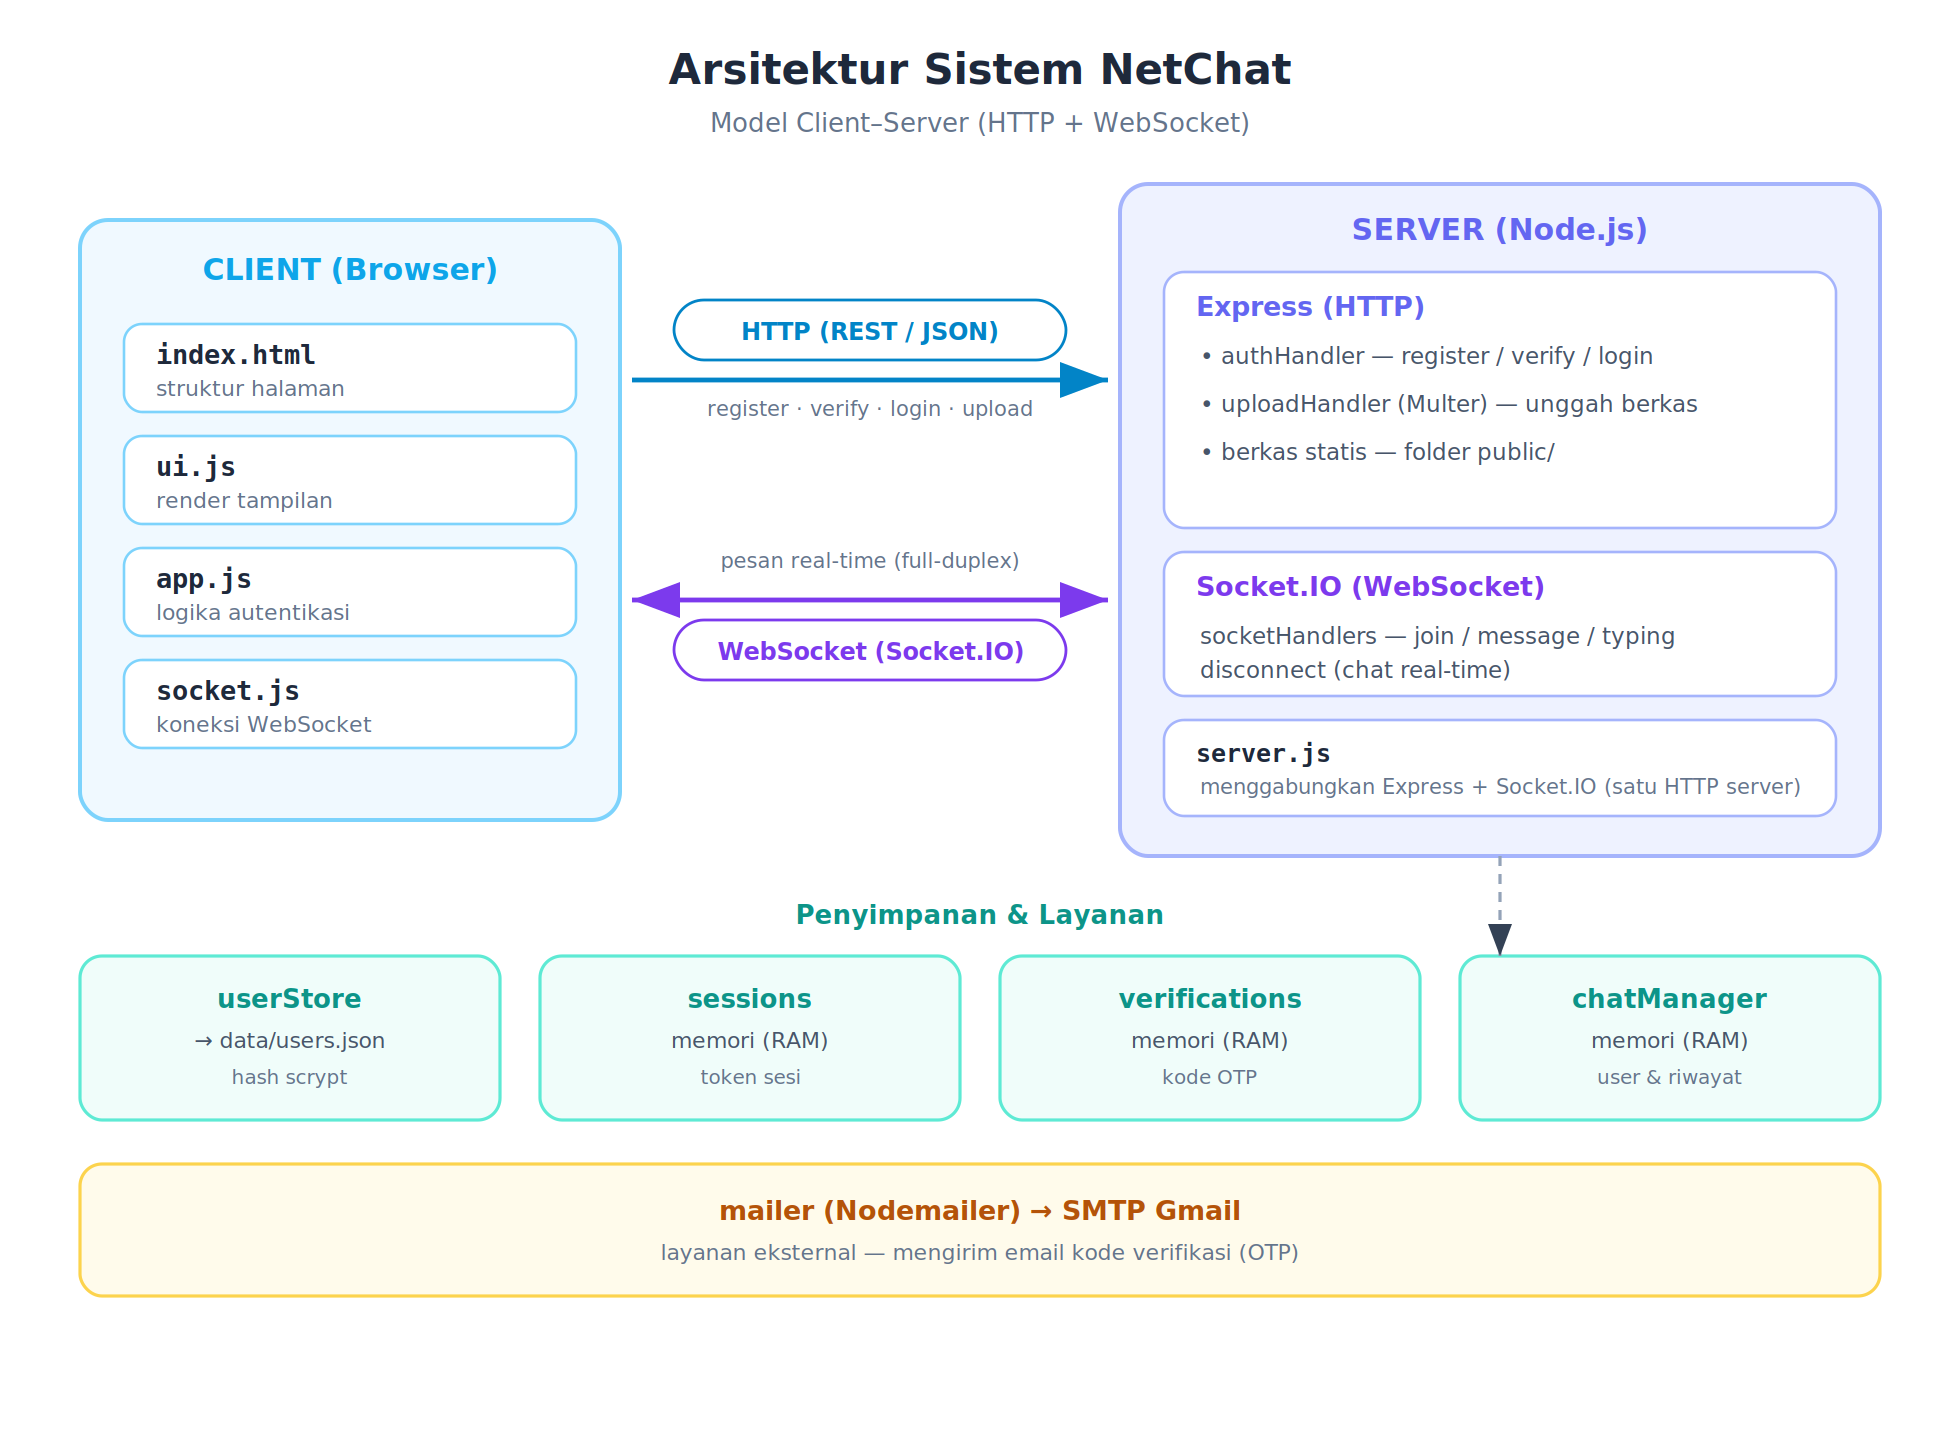 Arsitektur Sistem NetChat
Model Client–Server (HTTP + WebSocket)
CLIENT (Browser)
index.html
struktur halaman
ui.js
render tampilan
app.js
logika autentikasi
socket.js
koneksi WebSocket
HTTP (REST / JSON)
register · verify · login · upload
pesan real-time (full-duplex)
WebSocket (Socket.IO)
SERVER (Node.js)
Express (HTTP)
• authHandler — register / verify / login
• uploadHandler (Multer) — unggah berkas
• berkas statis — folder public/
Socket.IO (WebSocket)
socketHandlers — join / message / typing
disconnect (chat real-time)
server.js
menggabungkan Express + Socket.IO (satu HTTP server)
Penyimpanan & Layanan
userStore
→ data/users.json
hash scrypt
sessions
memori (RAM)
token sesi
verifications
memori (RAM)
kode OTP
chatManager
memori (RAM)
user & riwayat
mailer (Nodemailer) → SMTP Gmail
layanan eksternal — mengirim email kode verifikasi (OTP)